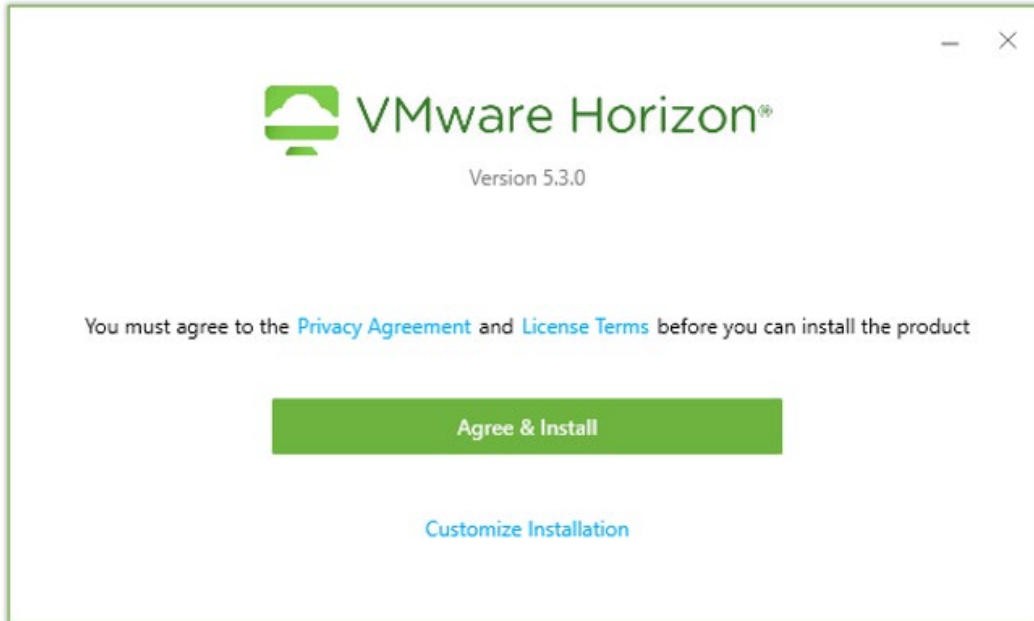 VMware Horizon®
Version 5.3.0
You must agree to the Privacy Agreement and License Terms before you can install the product
Agree & Install
Customize Installation